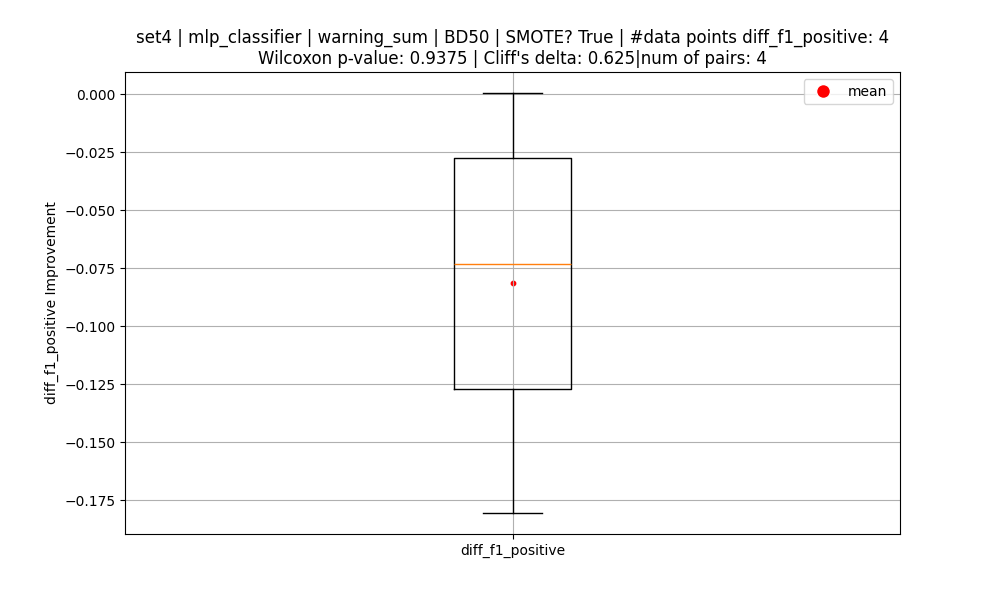 set4 | mlp_classifier | warning_sum | BD50 | SMOTE? True | #data points diff_f1_positive: 4
Wilcoxon p-value: 0.9375 | Cliff's delta: 0.625|num of pairs: 4
mean
0.000
−0.025
−0.050
−0.075
−0.100
−0.125
−0.150
−0.175
diff_f1_positive Improvement
diff_f1_positive